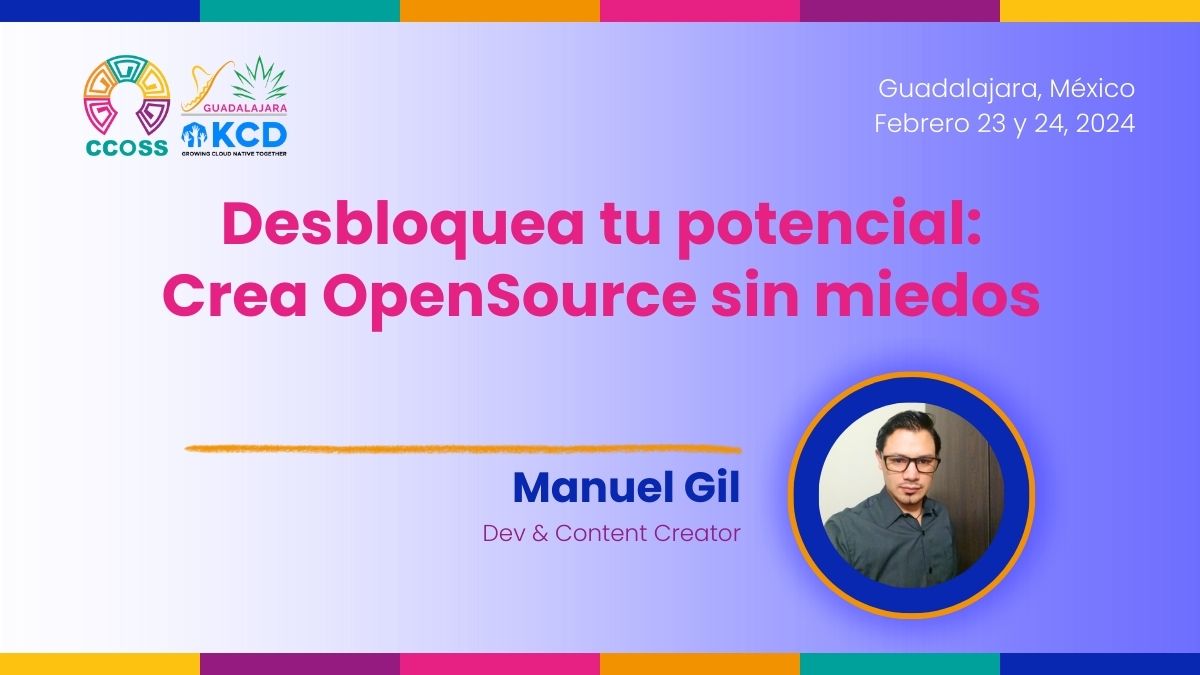 CCOSS
GUADALAJARA
KCD
GROWING CLOUD NATIVE TOGETHER
Guadalajara, México
Febrero 23 y 24, 2024
Desbloquea tu potencial:
Crea OpenSource sin miedos
Manuel Gil
Dev & Content Creator